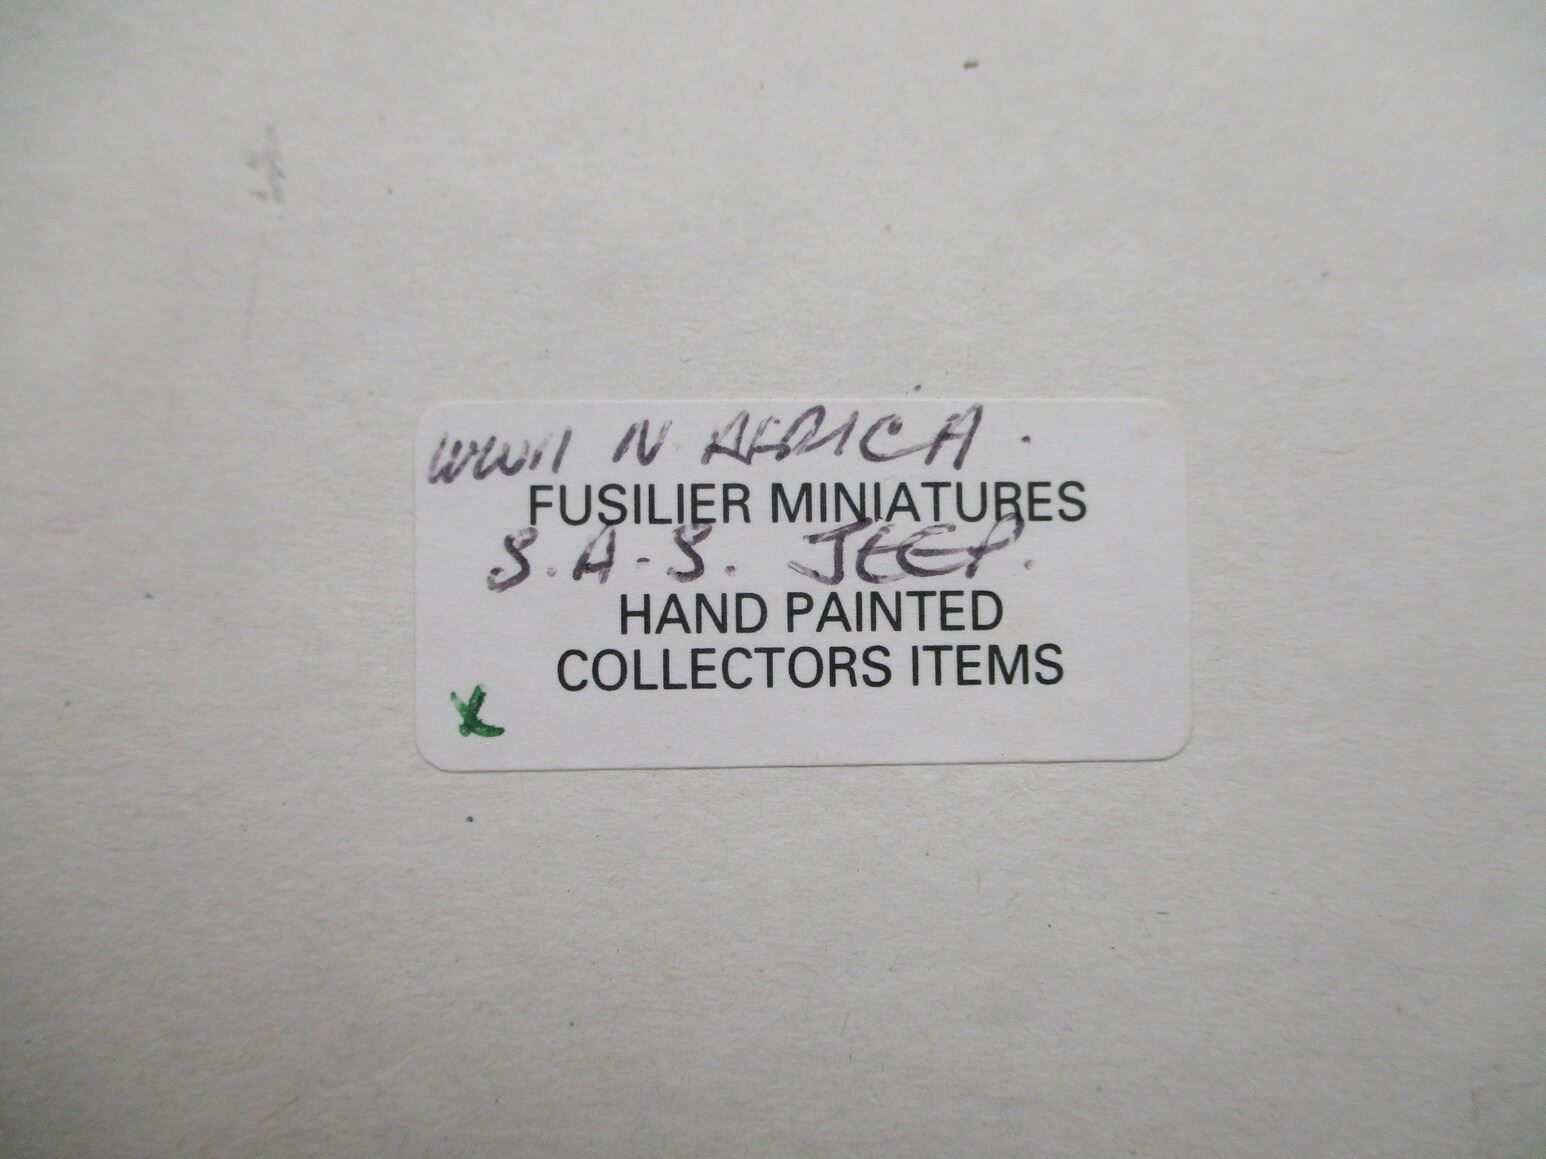 WWII N. AFRICA.
FUSILIER MINIATURES
S.A.S. JEEP.
HAND PAINTED
COLLECTORS ITEMS